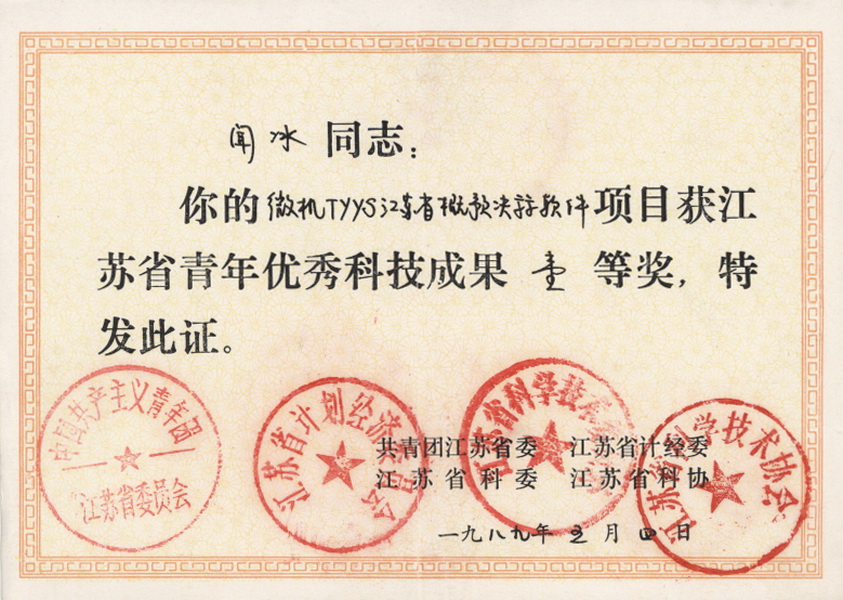 闻冰 同志：
你的微机TYYS江苏省概预决算软件项目获江
苏省青年优秀科技成果 壹 等奖，特
发此证。
共青团江苏省委 江苏省计经委
江苏省科委 江苏省科协
一九八九年 五 月 四 日
中国共产主义青年团
江苏省委员会
江苏省计划经济委员会
江苏省科学技术委员会
江苏省科学技术协会